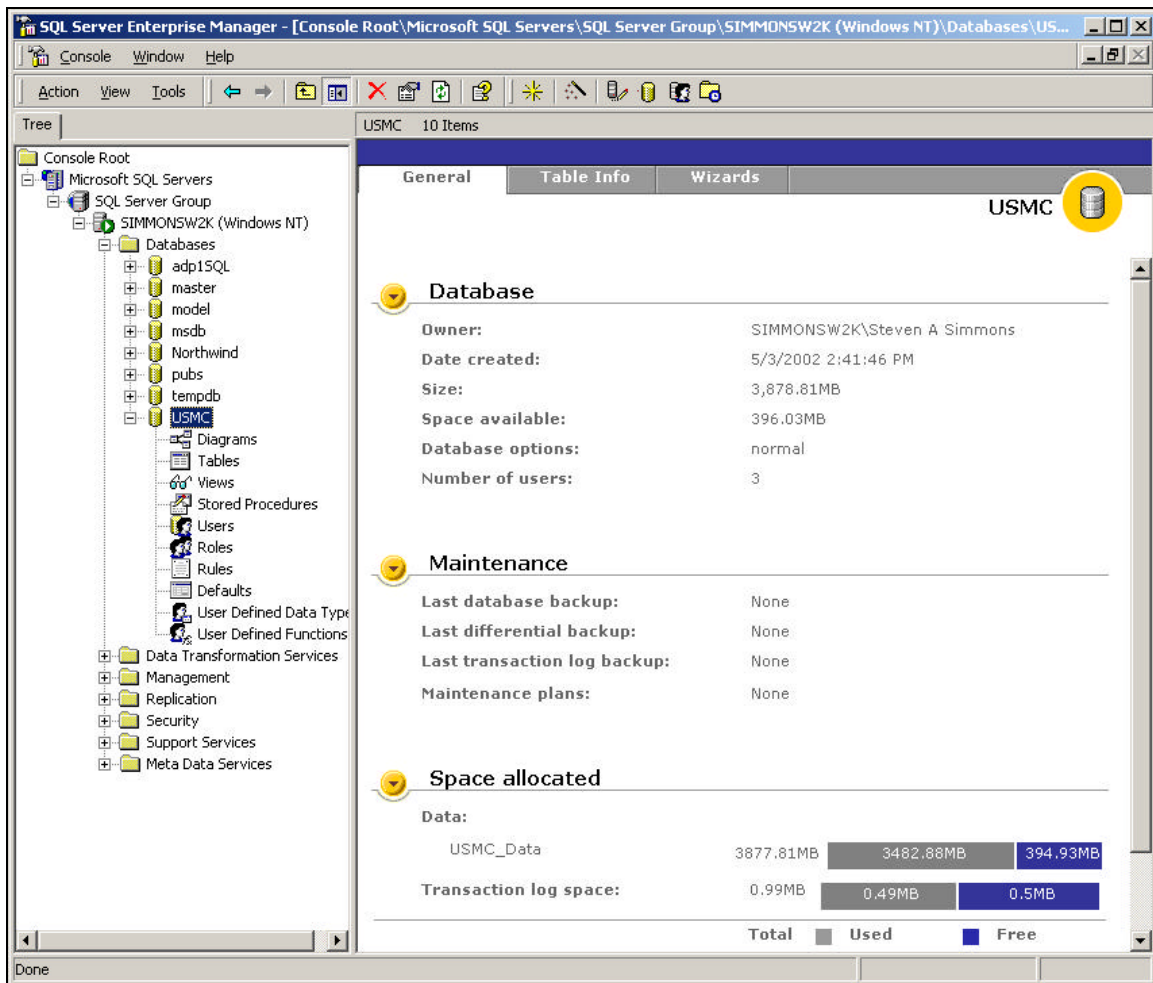 SQL Server Enterprise Manager - [Console Root\Microsoft SQL Servers\SQL Server Group\SIMMONSW2K (Windows NT)\Databases\US...
Console Window Help
Action View Tools
Tree
USMC 10 Items
Console Root
Microsoft SQL Servers
SQL Server Group
SIMMONSW2K (Windows NT)
Databases
adp1SQL
master
model
msdb
Northwind
pubs
tempdb
USMC
Diagrams
Tables
Views
Stored Procedures
Users
Roles
Rules
Defaults
User Defined Data Type
User Defined Functions
Data Transformation Services
Management
Replication
Security
Support Services
Meta Data Services
General Table Info Wizards
USMC
Database
Owner: SIMMONSW2K\Steven A Simmons
Date created: 5/3/2002 2:41:46 PM
Size: 3,878.81MB
Space available: 396.03MB
Database options: normal
Number of users: 3
Maintenance
Last database backup: None
Last differential backup: None
Last transaction log backup: None
Maintenance plans: None
Space allocated
Data:
USMC_Data 3877.81MB 3482.88MB 394.93MB
Transaction log space: 0.99MB 0.49MB 0.5MB
Total Used Free
Done